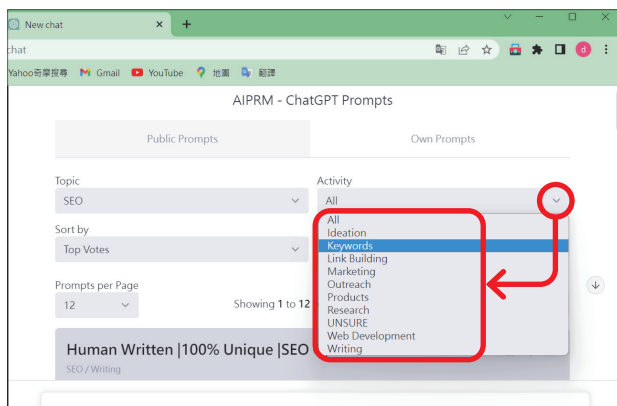 New chat
chat
Yahoo奇摩搜尋 Gmail YouTube 地圖 翻譯
AIPRM - ChatGPT Prompts
Public Prompts Own Prompts
Topic Activity
SEO All
All
Ideation
Sort by
Keywords
Top Votes
Link Building
Marketing
Outreach
Prompts per Page
Products
12 Showing 1 to 12
Research
UNSURE
Web Development
Human Written |100% Unique |SEO
Writing
SEO / Writing
d